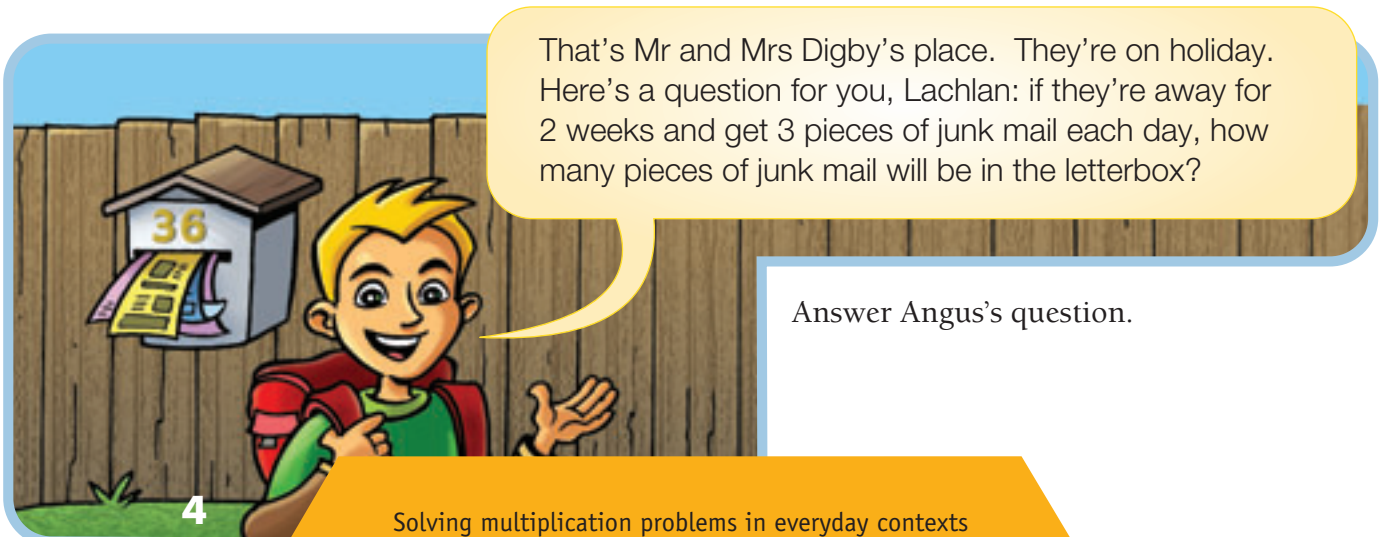 That's Mr and Mrs Digby's place. They're on holiday.
Here's a question for you, Lachlan: if they're away for
2 weeks and get 3 pieces of junk mail each day, how
many pieces of junk mail will be in the letterbox?
36
Answer Angus's question.
4
Solving multiplication problems in everyday contexts